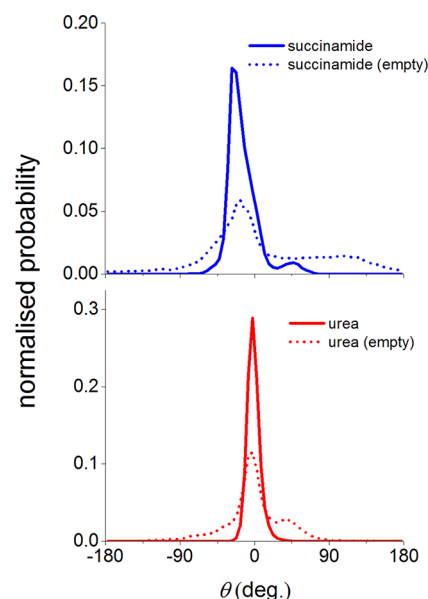 0.20
succinamide
succinamide (empty)
0.15
0.10
0.05
0.00
normalised probability
0.3
urea
urea (empty)
0.2
0.1
0.0
-180 -90 0 90 180
θ (deg.)